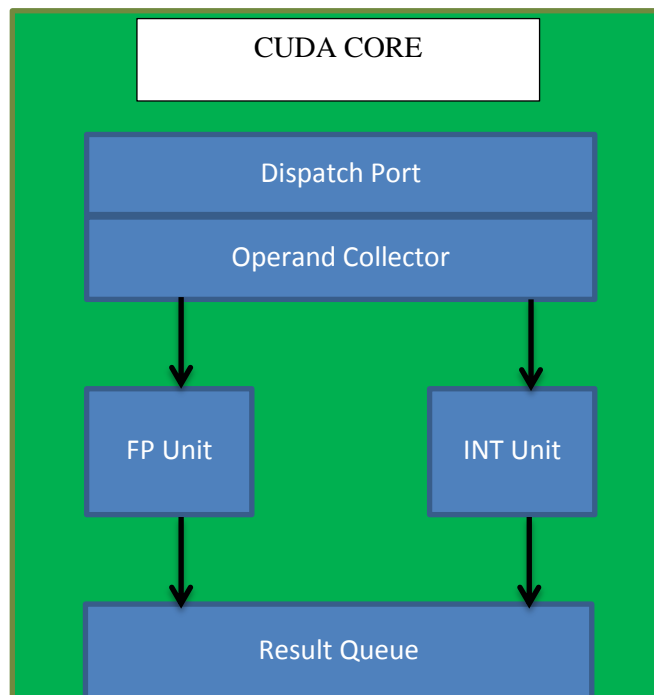 CUDA CORE
Dispatch Port
Operand Collector
FP Unit
INT Unit
Result Queue